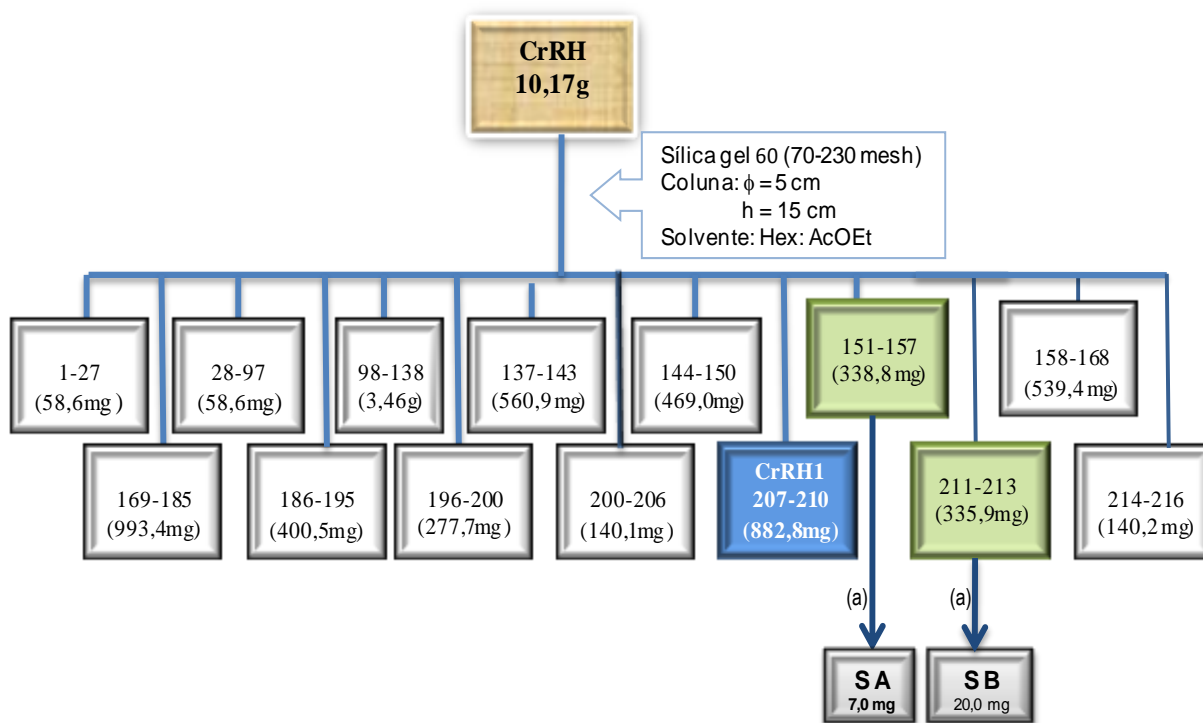 CrRH
10,17g
Sílica gel 60 (70-230 mesh)
Coluna: ϕ = 5 cm
h = 15 cm
Solvente: Hex: AcOEt
1-27
(58,6mg )
28-97
(58,6mg)
98-138
(3,46g)
137-143
(560,9 mg)
144-150
(469,0mg)
151-157
(338,8 mg)
158-168
(539,4 mg)
169-185
(993,4mg)
186-195
(400,5mg)
196-200
(277,7mg)
200-206
(140,1mg)
CrRH1
207-210
(882,8mg)
211-213
(335,9mg)
214-216
(140,2 mg)
(a)
(a)
SA
7,0 mg
SB
20,0 mg